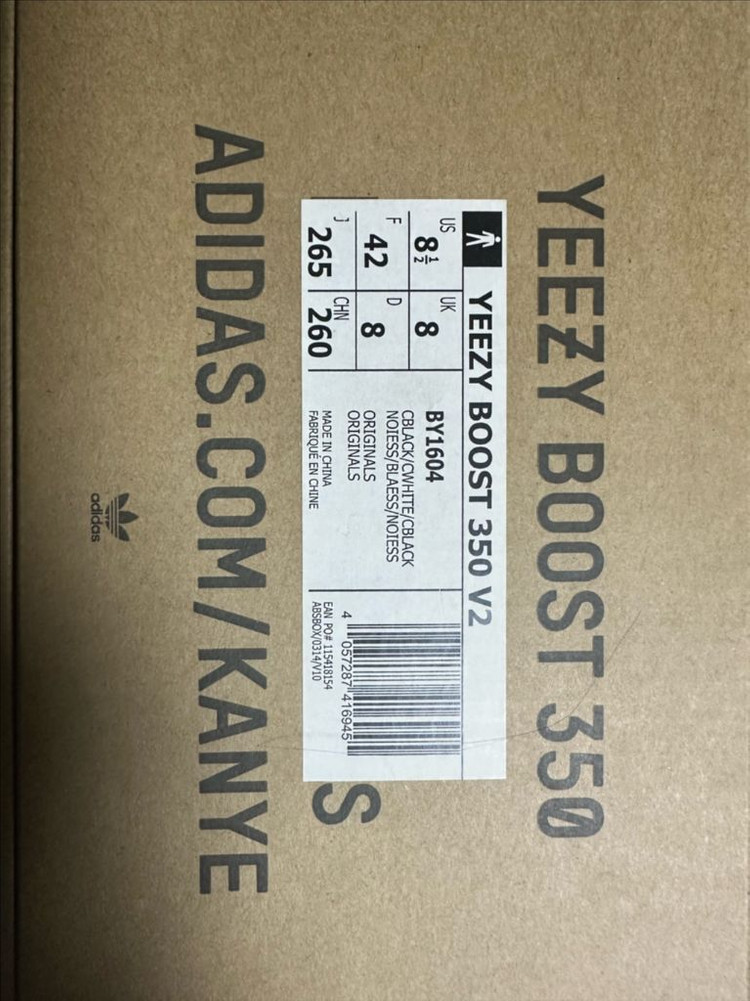 YEEZY BOOST 350
YEEZY BOOST 350 V2
US 8½ UK 8
F 42 D 8
J 265 CHN 260
BY1604
CBLACK/CWHITE/CBLACK
NOIESS/BLAESS/NOIESS
ORIGINALS
ORIGINALS
MADE IN CHINA
FABRIQUÉ EN CHINE
4 057287 416945
EAN PO# 115418154
ABSBOX/0314/V10
S
ADIDAS.COM/KANYE
adidas